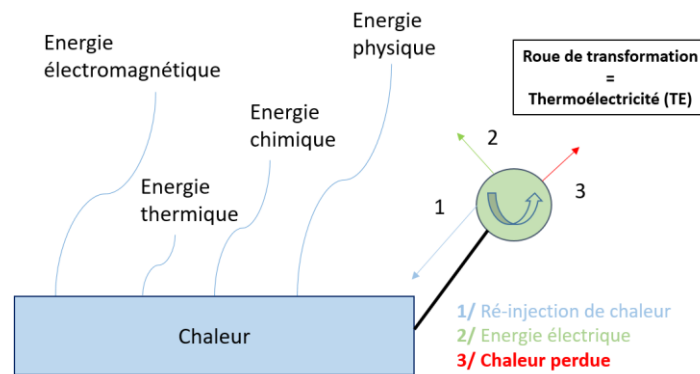 Energie
électromagnétique
Energie
thermique
Energie
chimique
Energie
physique
Roue de transformation
=
Thermoélectricité (TE)
2
3
1
Chaleur
1/ Ré-injection de chaleur
2/ Energie électrique
3/ Chaleur perdue